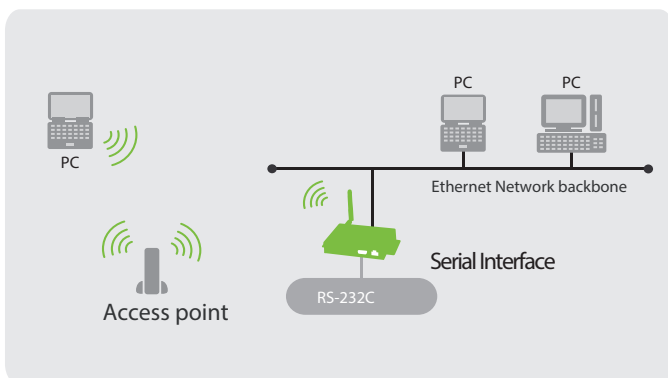 PC
PC
PC
Ethernet Network backbone
Serial Interface
RS-232C
Access point